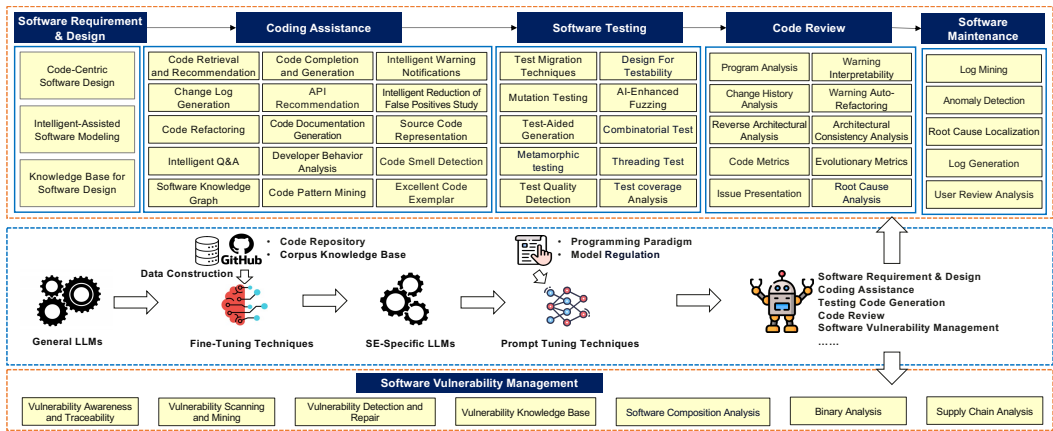 Software Requirement
& Design
Coding Assistance
Software Testing
Code Review
Software
Maintenance
Code-Centric
Software Design
Intelligent-Assisted
Software Modeling
Knowledge Base for
Software Design
Code Retrieval
and Recommendation
Code Completion
and Generation
Intelligent Warning
Notifications
Change Log
Generation
API
Recommendation
Intelligent Reduction of
False Positives Study
Code Refactoring
Code Documentation
Generation
Source Code
Representation
Intelligent Q&A
Developer Behavior
Analysis
Code Smell Detection
Software Knowledge
Graph
Code Pattern Mining
Excellent Code
Exemplar
Test Migration
Techniques
Design For
Testability
Mutation Testing
AI-Enhanced
Fuzzing
Test-Aided
Generation
Combinatorial Test
Metamorphic
testing
Threading Test
Test Quality
Detection
Test coverage
Analysis
Program Analysis
Warning
Interpretability
Change History
Analysis
Warning Auto-
Refactoring
Reverse Architectural
Analysis
Architectural
Consistency Analysis
Code Metrics
Evolutionary Metrics
Issue Presentation
Root Cause
Analysis
Log Mining
Anomaly Detection
Root Cause Localization
Log Generation
User Review Analysis
GitHub
• Code Repository
• Corpus Knowledge Base
Data Construction
• Programming Paradigm
• Model Regulation
General LLMs
Fine-Tuning Techniques
SE-Specific LLMs
Prompt Tuning Techniques
Software Requirement & Design
Coding Assistance
Testing Code Generation
Code Review
Software Vulnerability Management
……
Software Vulnerability Management
Vulnerability Awareness
and Traceability
Vulnerability Scanning
and Mining
Vulnerability Detection and
Repair
Vulnerability Knowledge Base
Software Composition Analysis
Binary Analysis
Supply Chain Analysis